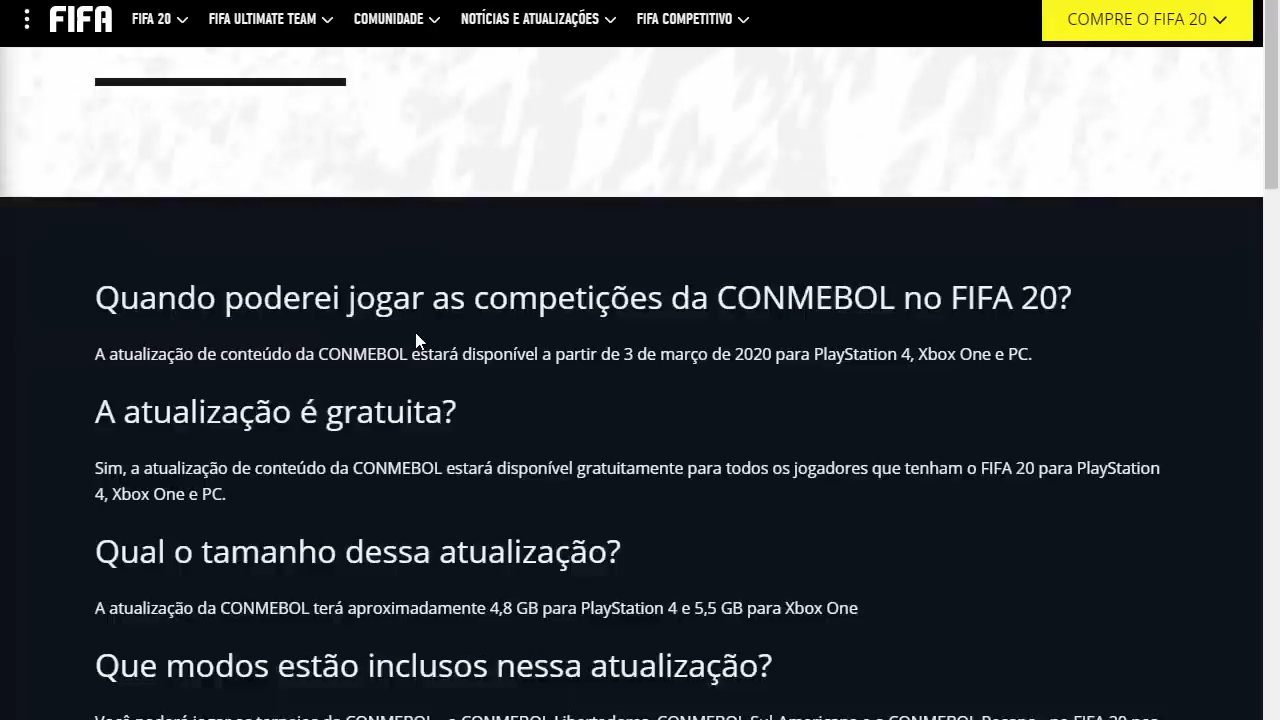 FIFA FIFA 20 FIFA ULTIMATE TEAM COMUNIDADE NOTÍCIAS E ATUALIZAÇÕES FIFA COMPETITIVO COMPRE O FIFA 20
Quando poderei jogar as competições da CONMEBOL no FIFA 20?
A atualização de conteúdo da CONMEBOL estará disponível a partir de 3 de março de 2020 para PlayStation 4, Xbox One e PC.
A atualização é gratuita?
Sim, a atualização de conteúdo da CONMEBOL estará disponível gratuitamente para todos os jogadores que tenham o FIFA 20 para PlayStation
4, Xbox One e PC.
Qual o tamanho dessa atualização?
A atualização da CONMEBOL terá aproximadamente 4,8 GB para PlayStation 4 e 5,5 GB para Xbox One
Que modos estão inclusos nessa atualização?